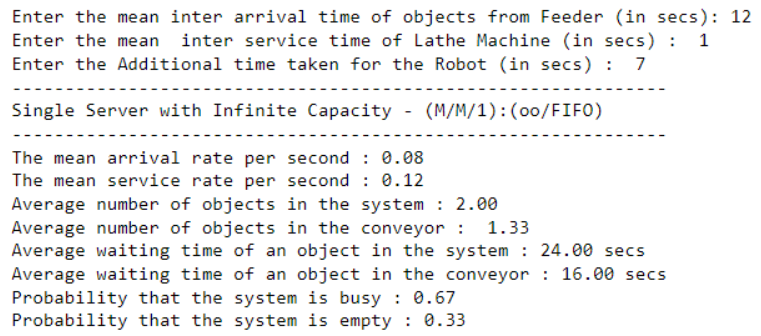 Enter the mean inter arrival time of objects from Feeder (in secs): 12
Enter the mean  inter service time of Lathe Machine (in secs) :  1
Enter the Additional time taken for the Robot (in secs) :  7
--------------------------------------------------------------
Single Server with Infinite Capacity - (M/M/1):(oo/FIFO)
--------------------------------------------------------------
The mean arrival rate per second : 0.08
The mean service rate per second : 0.12
Average number of objects in the system : 2.00
Average number of objects in the conveyor :  1.33
Average waiting time of an object in the system : 24.00 secs
Average waiting time of an object in the conveyor : 16.00 secs
Probability that the system is busy : 0.67
Probability that the system is empty : 0.33